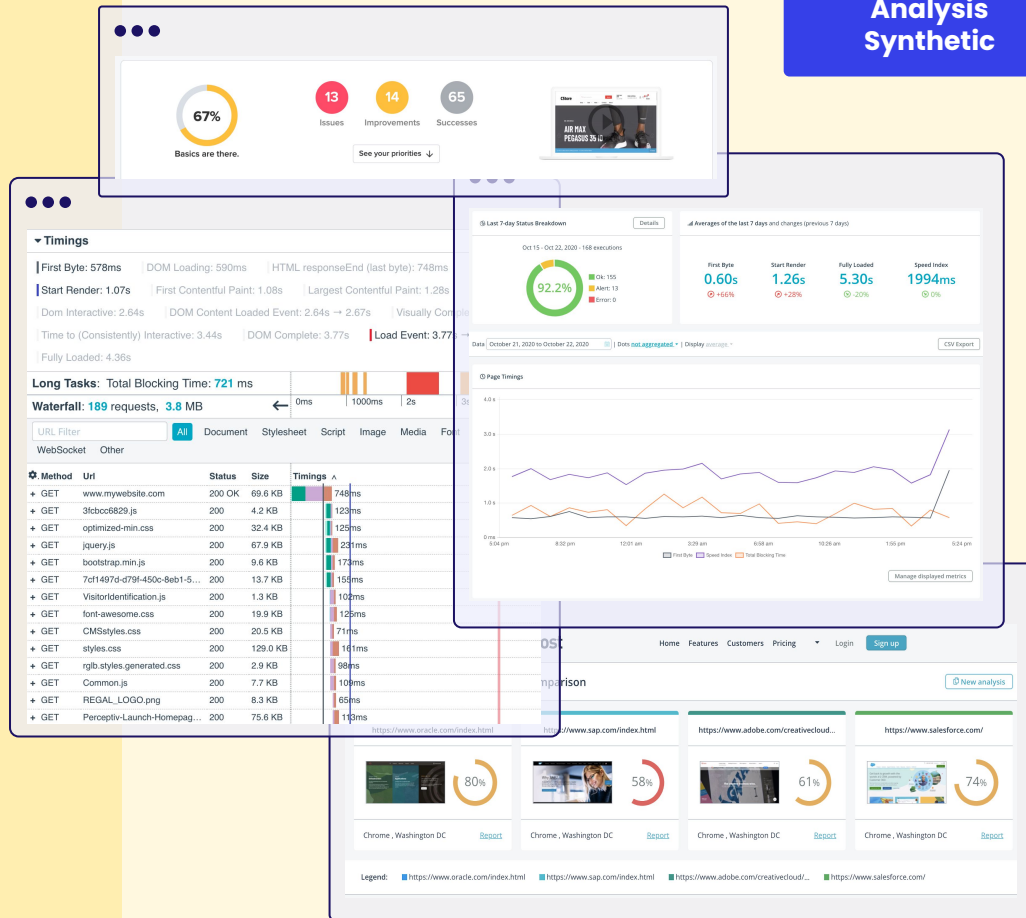 Analysis
Synthetic
67%
Basics are there.
13
Issues
14
Improvements
65
Successes
See your priorities ↓
AIR MAX
PEGASUS 35
Timings
First Byte: 578ms DOM Loading: 590ms HTML responseEnd (last byte): 748ms
Start Render: 1.07s First Contentful Paint: 1.08s Largest Contentful Paint: 1.28s
Dom Interactive: 2.64s DOM Content Loaded Event: 2.64s → 2.67s Visually Comple
Time to (Consistently) Interactive: 3.44s DOM Complete: 3.77s Load Event: 3.77s →
Fully Loaded: 4.36s
Long Tasks: Total Blocking Time: 721 ms
Waterfall: 189 requests, 3.8 MB ← 0ms 1000ms 2s 3s
URL Filter All Document Stylesheet Script Image Media Font
WebSocket Other
Method Url Status Size Timings ∧
+ GET www.mywebsite.com 200 OK 69.6 KB 748ms
+ GET 3fcbcc6829.js 200 4.2 KB 123ms
+ GET optimized-min.css 200 32.4 KB 125ms
+ GET jquery.js 200 67.9 KB 231ms
+ GET bootstrap.min.js 200 9.6 KB 173ms
+ GET 7cf1497d-d79f-450c-8eb1-5... 200 13.7 KB 155ms
+ GET VisitorIdentification.js 200 1.3 KB 102ms
+ GET font-awesome.css 200 19.9 KB 125ms
+ GET CMSstyles.css 200 20.5 KB 71ms
+ GET styles.css 200 129.0 KB 161ms
+ GET rglb.styles.generated.css 200 2.9 KB 98ms
+ GET Common.js 200 7.7 KB 109ms
+ GET REGAL_LOGO.png 200 8.3 KB 65ms
+ GET Perceptiv-Launch-Homepag... 200 75.6 KB 113ms
Last 7-day Status Breakdown Details
Oct 15 - Oct 22, 2020 - 168 executions
92.2%
Ok: 155
Alert: 13
Error: 0
Averages of the last 7 days and changes (previous 7 days)
First Byte Start Render Fully Loaded Speed Index
0.60s 1.26s 5.30s 1994ms
+66% +28% -20% 0%
Data October 21, 2020 to October 22, 2020 | Dots not aggregated | Display average CSV Export
Page Timings
4.0 s
3.0 s
2.0 s
1.0 s
0 ms
5:04 pm 8:32 pm 12:01 am 3:29 am 6:58 am 10:26 am 1:55 pm 5:24 pm
First Byte Speed Index Total Blocking Time
Manage displayed metrics
ost Home Features Customers Pricing Login Sign up
mparison New analysis
https://www.oracle.com/index.html https://www.sap.com/index.html https://www.adobe.com/creativecloud... https://www.salesforce.com/
80% 58% 61% 74%
Chrome , Washington DC Report Chrome , Washington DC Report Chrome , Washington DC Report Chrome , Washington DC Report
Legend: https://www.oracle.com/index.html https://www.sap.com/index.html https://www.adobe.com/creativecloud/... https://www.salesforce.com/